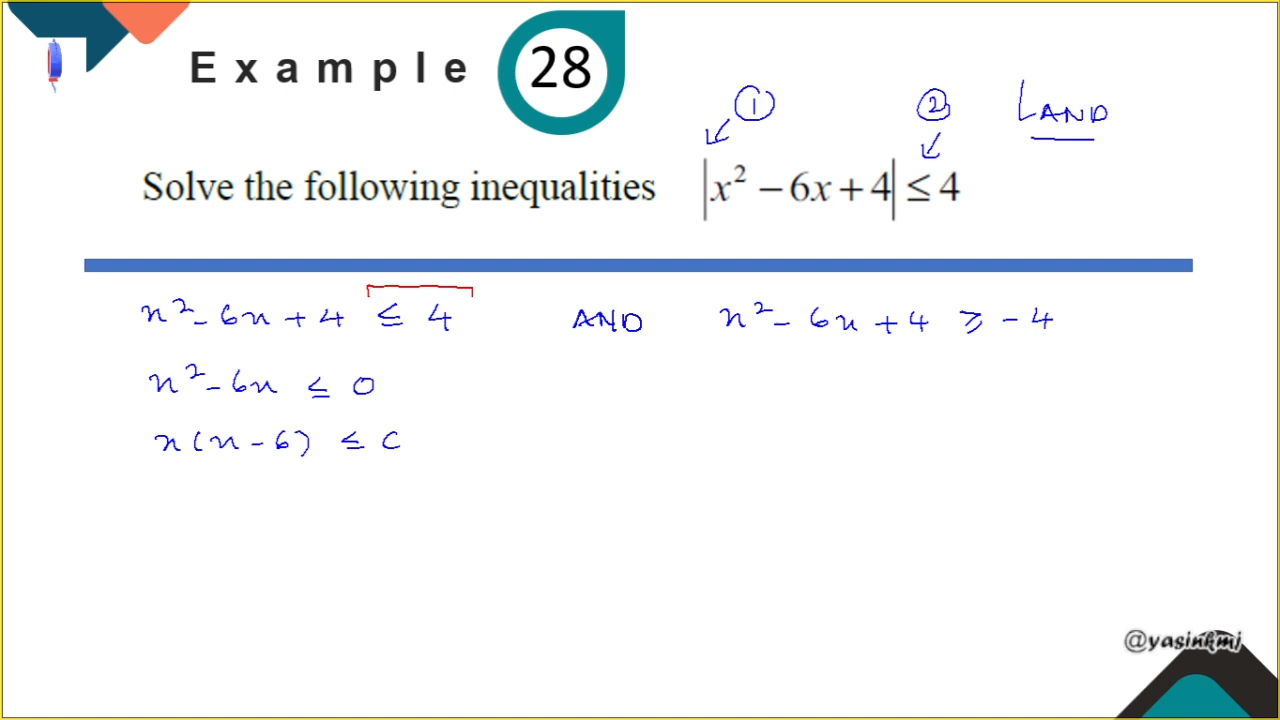 Example 28
① ② LAND
Solve the following inequalities |x² − 6x + 4| ≤ 4
x² - 6x + 4 ≤ 4 AND x² - 6x + 4 ≥ -4
x² - 6x ≤ 0
x(x - 6) ≤ C
@yasinkmj